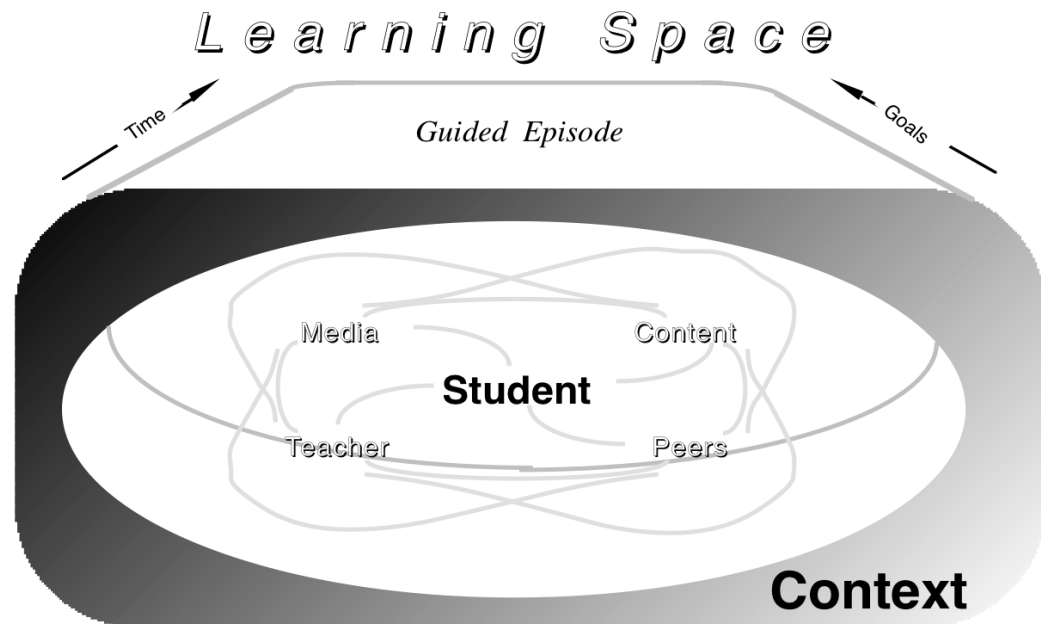 Learning Space
Time
Goals
Guided Episode
Media
Content
Student
Teacher
Peers
Context